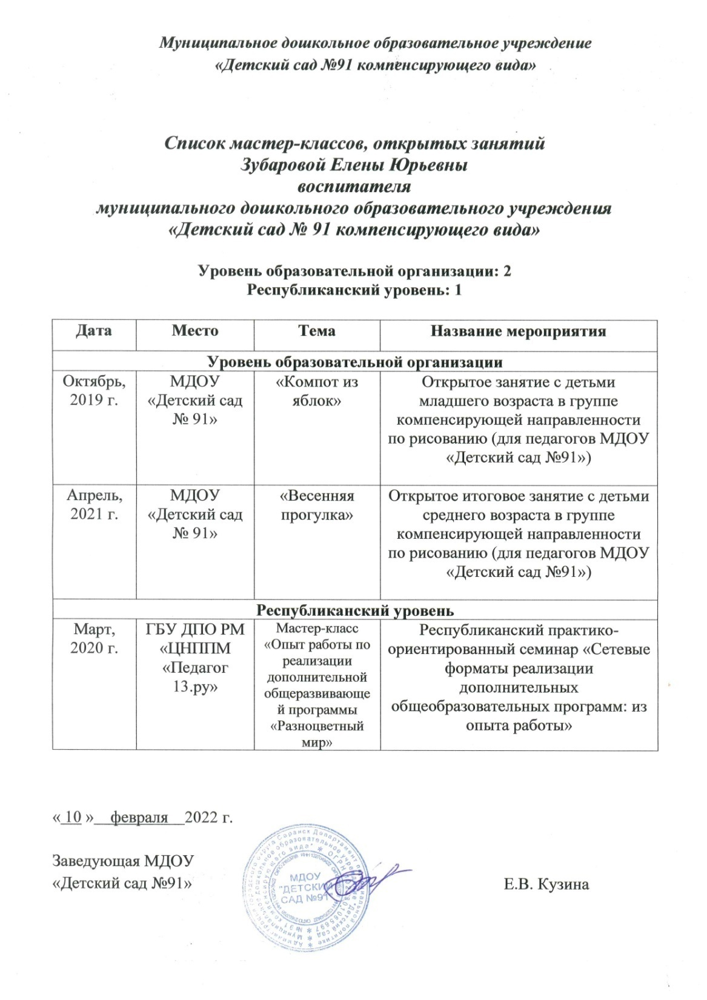 Муниципальное дошкольное образовательное учреждение
«Детский сад №91 компенсирующего вида»
Список мастер-классов, открытых занятий
Зубаровой Елены Юрьевны
воспитателя
муниципального дошкольного образовательного учреждения
«Детский сад № 91 компенсирующего вида»
Уровень образовательной организации: 2
Республиканский уровень: 1
Дата Место Тема Название мероприятия
Уровень образовательной организации
Октябрь,
2019 г.
МДОУ
«Детский сад
№ 91»
«Компот из
яблок»
Открытое занятие с детьми
младшего возраста в группе
компенсирующей направленности
по рисованию (для педагогов МДОУ
«Детский сад №91»)
Апрель,
2021 г.
МДОУ
«Детский сад
№ 91»
«Весенняя
прогулка»
Открытое итоговое занятие с детьми
среднего возраста в группе
компенсирующей направленности
по рисованию (для педагогов МДОУ
«Детский сад №91»)
Республиканский уровень
Март,
2020 г.
ГБУ ДПО РМ
«ЦНППМ
«Педагог
13.ру»
Мастер-класс
«Опыт работы по
реализации
дополнительной
общеразвивающе
й программы
«Разноцветный
мир»
Республиканский практико-
ориентированный семинар «Сетевые
форматы реализации
дополнительных
общеобразовательных программ: из
опыта работы»
« 10 » февраля 2022 г.
Заведующая МДОУ
«Детский сад №91»
Е.В. Кузина
МДОУ
"ДЕТСКИЙ
САД №91"